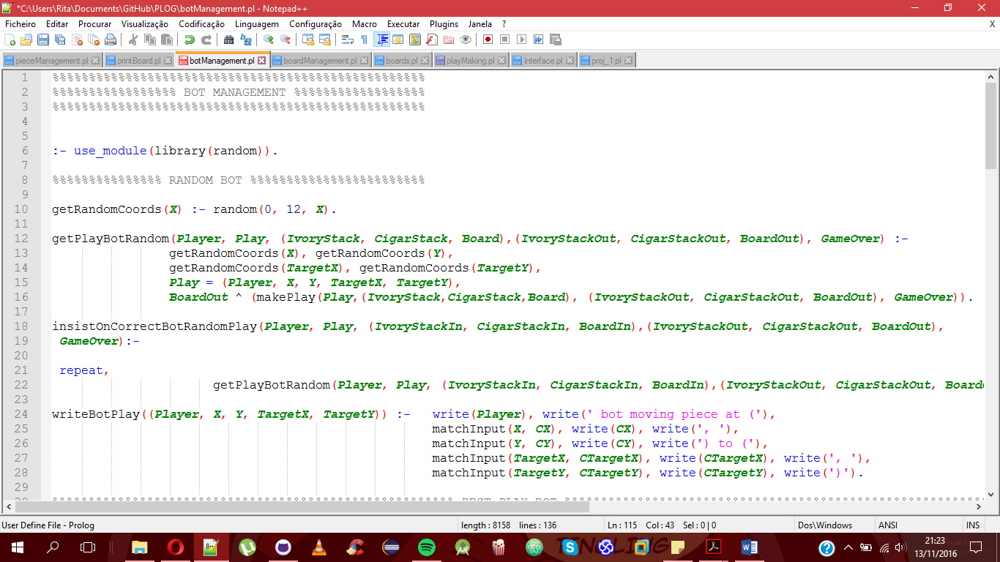 *C:\Users\Rita\Documents\GitHub\PLOG\botManagement.pl - Notepad++
Ficheiro Editar Procurar Visualização Codificação Linguagem Configuração Macro Executar Plugins Janela ? X
pieceManagement.pl printBoard.pl botManagement.pl boardManagement.pl boards.pl playMaking.pl Interface.pl proj_1.pl
1 %%%%%%%%%%%%%%%%%%%%%%%%%%%%%%%%%%%%%%%%%%%%%%%%%%%
2 %%%%%%%%%%%%%%%%% BOT MANAGEMENT %%%%%%%%%%%%%%%%%%
3 %%%%%%%%%%%%%%%%%%%%%%%%%%%%%%%%%%%%%%%%%%%%%%%%%%%
4
5
6 :- use_module(library(random)).
7
8 %%%%%%%%%%%%%%% RANDOM BOT %%%%%%%%%%%%%%%%%%%%%%%%
9
10 getRandomCoords(X) :- random(0, 12, X).
11
12 getPlayBotRandom(Player, Play, (IvoryStack, CigarStack, Board),(IvoryStackOut, CigarStackOut, BoardOut), GameOver) :-
13 getRandomCoords(X), getRandomCoords(Y),
14 getRandomCoords(TargetX), getRandomCoords(TargetY),
15 Play = (Player, X, Y, TargetX, TargetY),
16 BoardOut ^ (makePlay(Play,(IvoryStack,CigarStack,Board), (IvoryStackOut, CigarStackOut, BoardOut), GameOver)).
17
18 insistOnCorrectBotRandomPlay(Player, Play, (IvoryStackIn, CigarStackIn, BoardIn),(IvoryStackOut, CigarStackOut, BoardOut),
19 GameOver):-
20
21 repeat,
22 getPlayBotRandom(Player, Play, (IvoryStackIn, CigarStackIn, BoardIn),(IvoryStackOut, CigarStackOut, Board
23
24 writeBotPlay((Player, X, Y, TargetX, TargetY)) :- write(Player), write(' bot moving piece at ('),
25 matchInput(X, CX), write(CX), write(', '),
26 matchInput(Y, CY), write(CY), write(') to ('),
27 matchInput(TargetX, CTargetX), write(CTargetX), write(', '),
28 matchInput(TargetY, CTargetY), write(CTargetY), write(')').
29
User Define File - Prolog length : 8158 lines : 136 Ln : 115 Col : 43 Sel : 0 | 0 Dos\Windows ANSI INS
21:23
13/11/2016